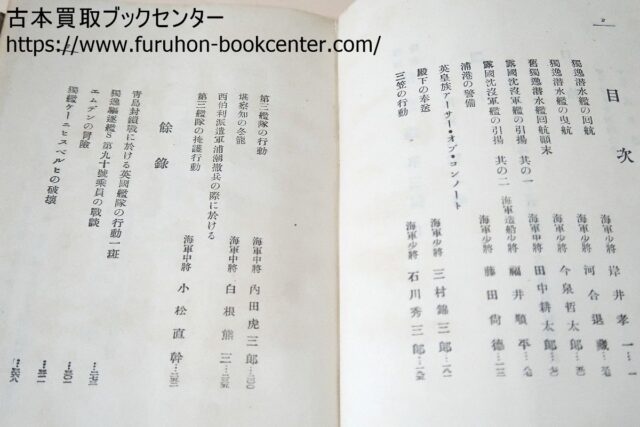 古本買取ブックセンター
https://www.furuhon-bookcenter.com/
2
目次
獨逸潛水艦の回航 海軍少將 岸井孝一
獨逸潛水艦の曳航 海軍少將 河合退藏
舊獨逸潛水艦の回航顛末 海軍少將 今泉哲太郎
露國沈沒軍艦の引揚 其の一 海軍少將 田中耕太郎
露國沈沒軍艦の引揚 其の二 海軍造船少將 福井順平
浦港の警備 海軍少將 藤田尙德
英皇族アーサー・オブ・コンノート
殿下の奉送 海軍少將 三村錦三郎
三笠の行動 海軍少將 石川秀三郎
第三艦隊の行動 海軍中將 內田虎三郎
堪察加の冬籠 海軍中將 白根熊三
西伯利派遣軍浦潮撤兵の際に於ける
第三艦隊の掩護行動 海軍中將 小松直幹
餘錄
靑島封鎖戰に於ける英國艦隊の行動一斑
獨逸驅逐艦S第九十號乘員の戰談
エムデンの冒險
獨艦ケーニヒスベルヒの破壞